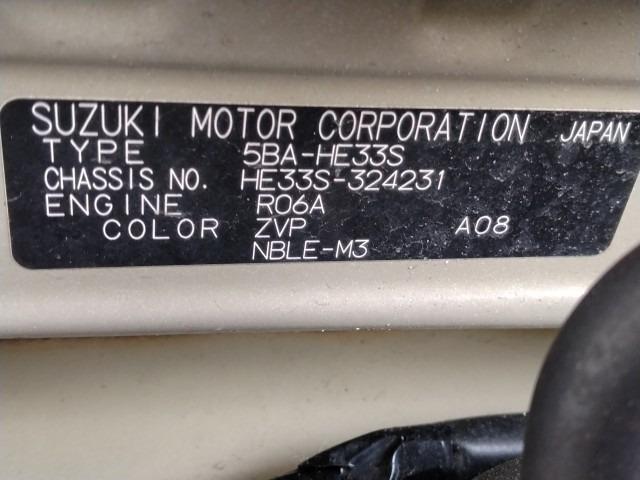 SUZUKI MOTOR CORPORATION JAPAN
TYPE 5BA-HE33S
CHASSIS NO. HE33S-324231
ENGINE R06A
COLOR ZVP A08
NBLE-M3